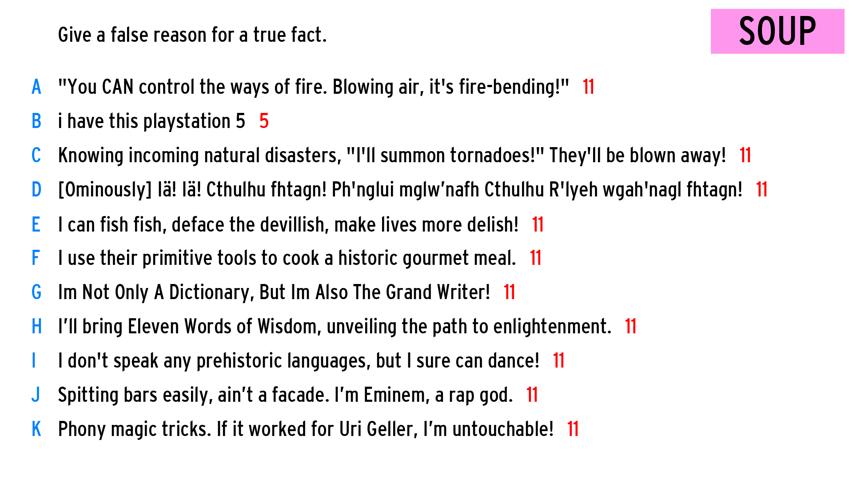 SOUP
Give a false reason for a true fact.
A "You CAN control the ways of fire. Blowing air, it's fire-bending!" 11
B i have this playstation 5 5
C Knowing incoming natural disasters, "I'll summon tornadoes!" They'll be blown away! 11
D [Ominously] Iä! Iä! Cthulhu fhtagn! Ph'nglui mglw’nafh Cthulhu R'lyeh wgah'nagl fhtagn! 11
E I can fish fish, deface the devillish, make lives more delish! 11
F I use their primitive tools to cook a historic gourmet meal. 11
G Im Not Only A Dictionary, But Im Also The Grand Writer! 11
H I’ll bring Eleven Words of Wisdom, unveiling the path to enlightenment. 11
I I don't speak any prehistoric languages, but I sure can dance! 11
J Spitting bars easily, ain’t a facade. I’m Eminem, a rap god. 11
K Phony magic tricks. If it worked for Uri Geller, I’m untouchable! 11